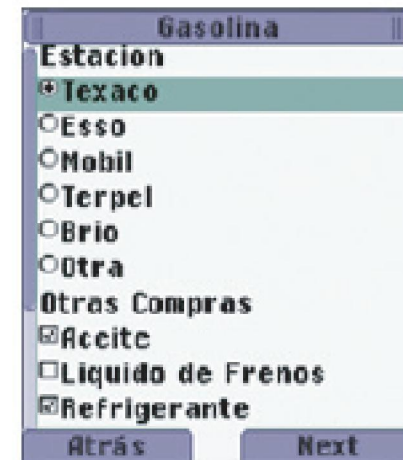 Gasolina
Estacion
Texaco
Esso
Mobil
Terpel
Brio
Otra
Otras Compras
Aceite
Liquido de Frenos
Refrigerante
Atrás
Next